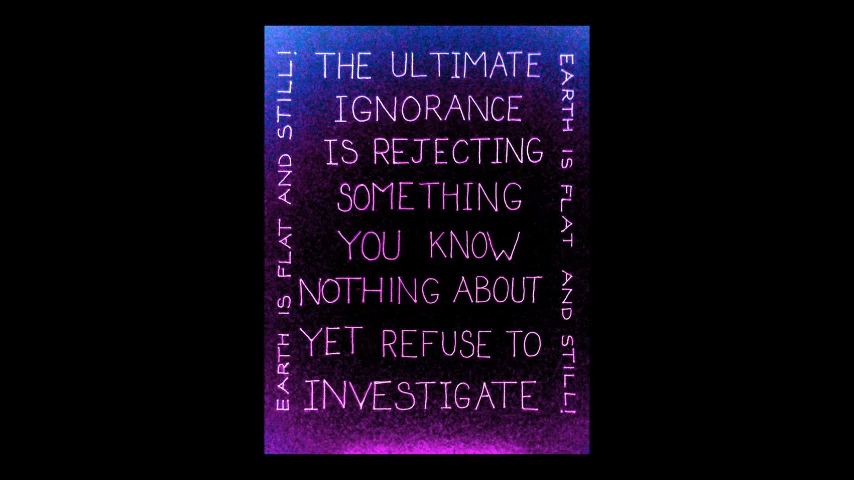 EARTH IS FLAT AND STILL!
THE ULTIMATE
IGNORANCE
IS REJECTING
SOMETHING
YOU KNOW
NOTHING ABOUT
YET REFUSE TO
INVESTIGATE
EARTH IS FLAT AND STILL!